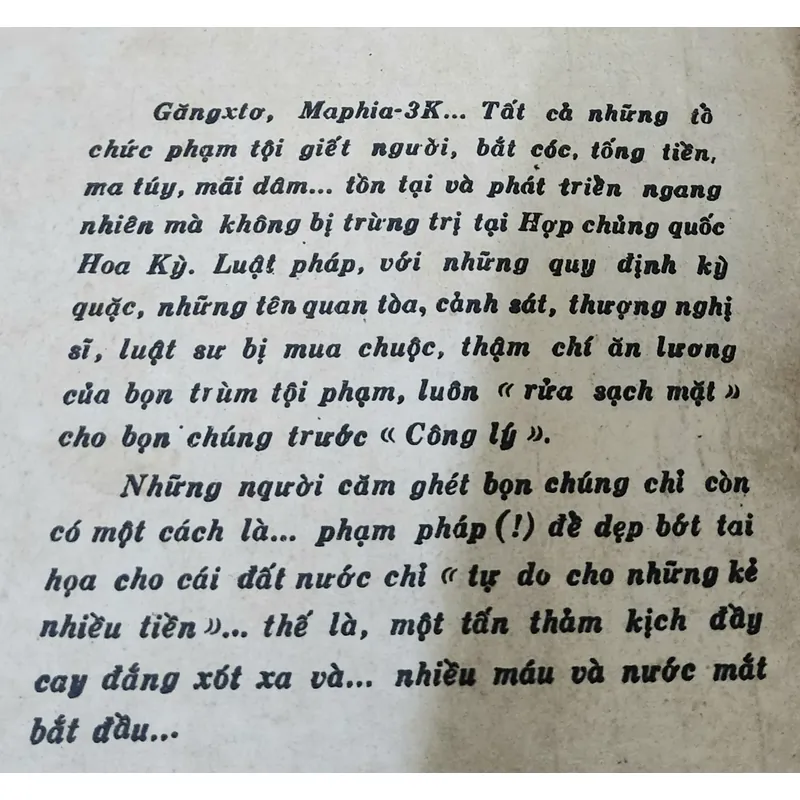 Găngxtơ, Maphia-3K... Tất cả những tổ
chức phạm tội giết người, bắt cóc, tống tiền,
ma túy, mãi dâm... tồn tại và phát triển ngang
nhiên mà không bị trừng trị tại Hợp chủng quốc
Hoa Kỳ. Luật pháp, với những quy định kỳ
quặc, những tên quan tòa, cảnh sát, thượng nghị
sĩ, luật sư bị mua chuộc, thậm chí ăn lương
của bọn trùm tội phạm, luôn « rửa sạch mặt »
cho bọn chúng trước « Công lý ».
Những người căm ghét bọn chúng chỉ còn
có một cách là... phạm pháp (!) để dẹp bớt tai
họa cho cái đất nước chỉ « tự do cho những kẻ
nhiều tiền »... thế là, một tấn thảm kịch đầy
cay đắng xót xa và... nhiều máu và nước mắt
bắt đầu...